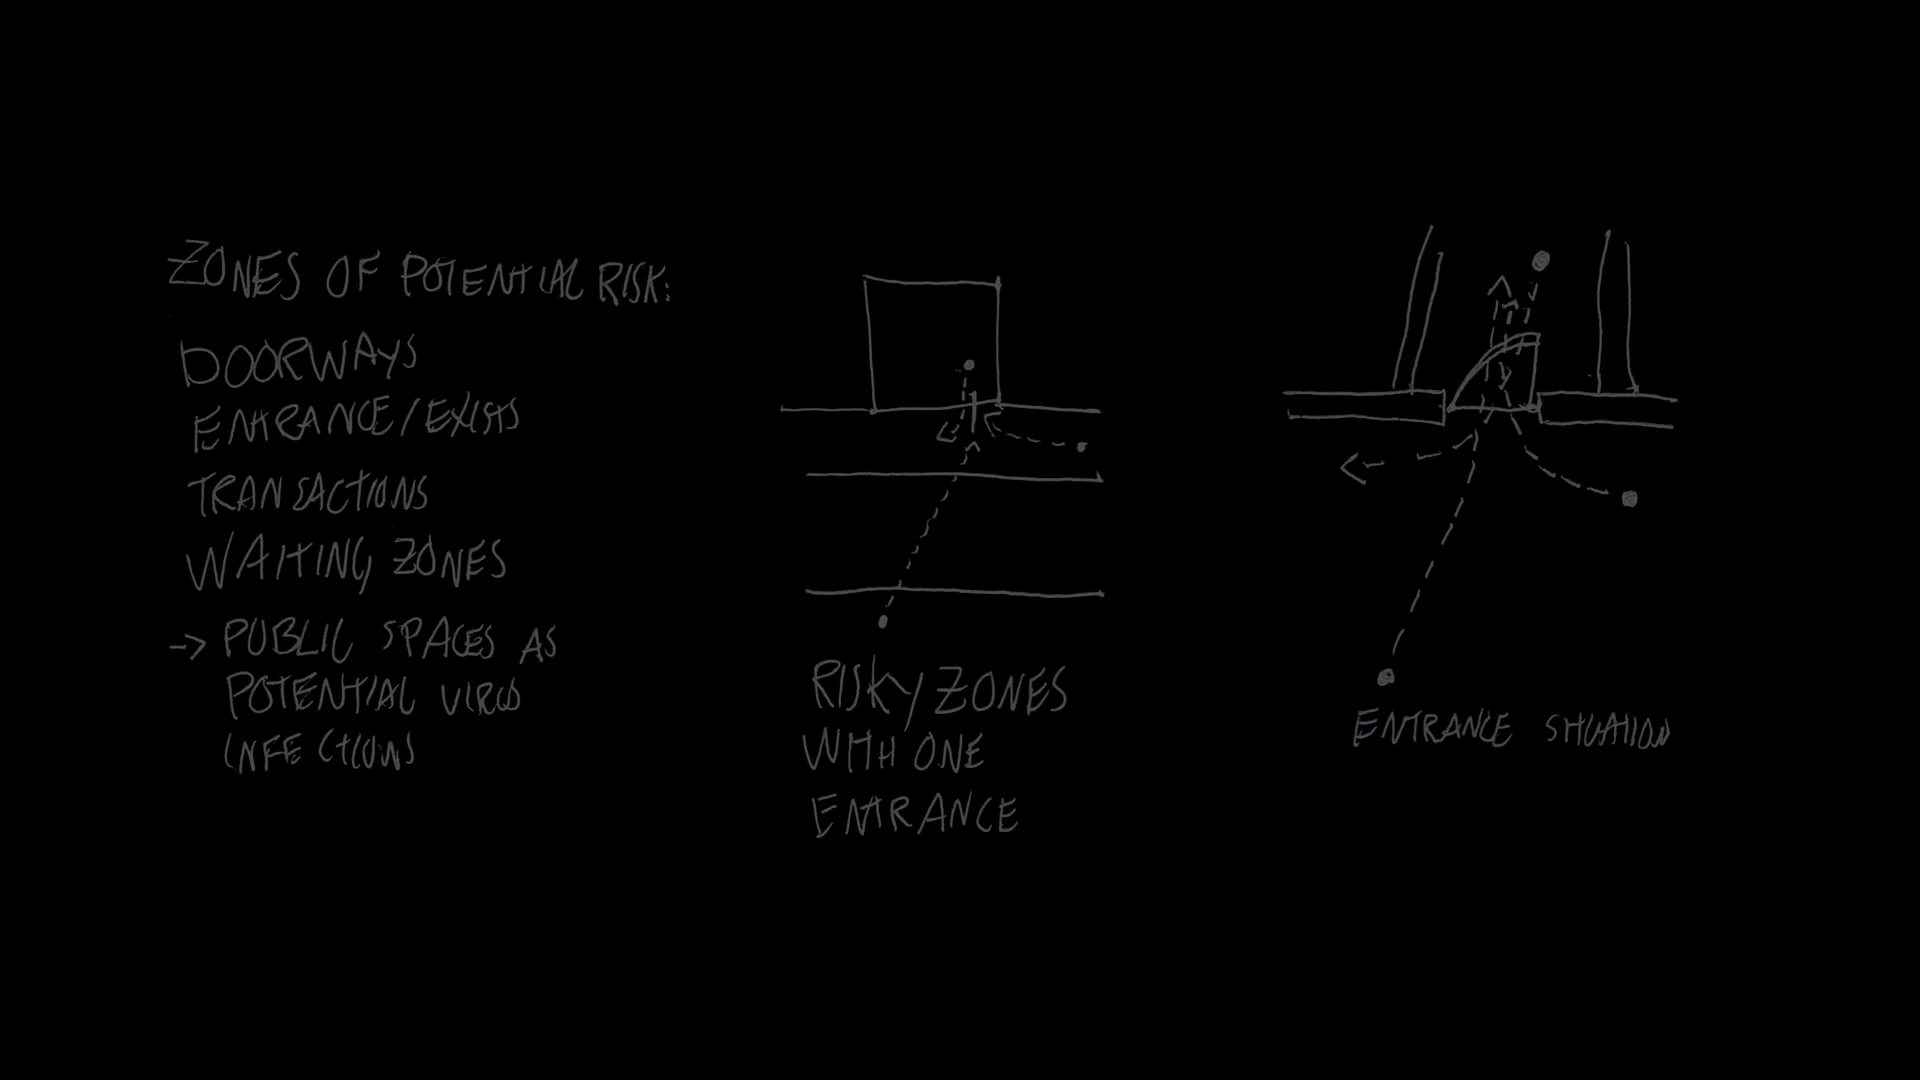 ZONES OF POTENTIAL RISK:
DOORWAYS
ENTRANCE/EXISTS
TRANSACTIONS
WAITING ZONES
-> PUBLIC SPACES AS
POTENTIAL VIRUS
INFECTIONS
RISKY ZONES
WITH ONE
ENTRANCE
ENTRANCE SITUATION